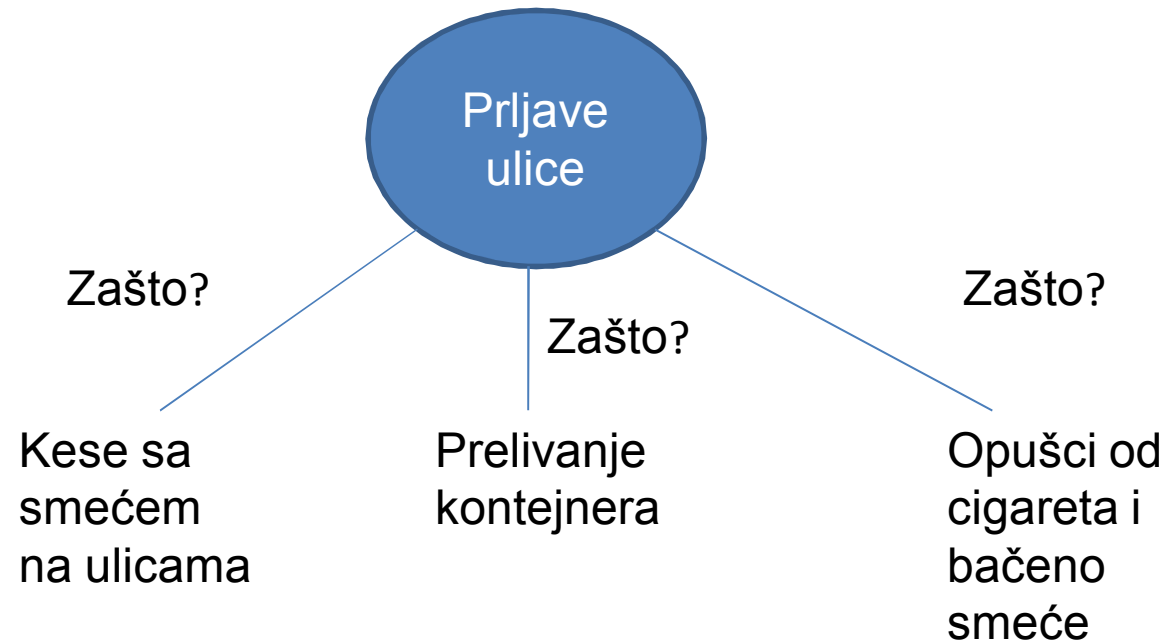 Prljave
ulice
Zašto?
Zašto?
Zašto?
Kese sa
smećem
na ulicama
Prelivanje
kontejnera
Opušci od
cigareta i
bačeno
smeće